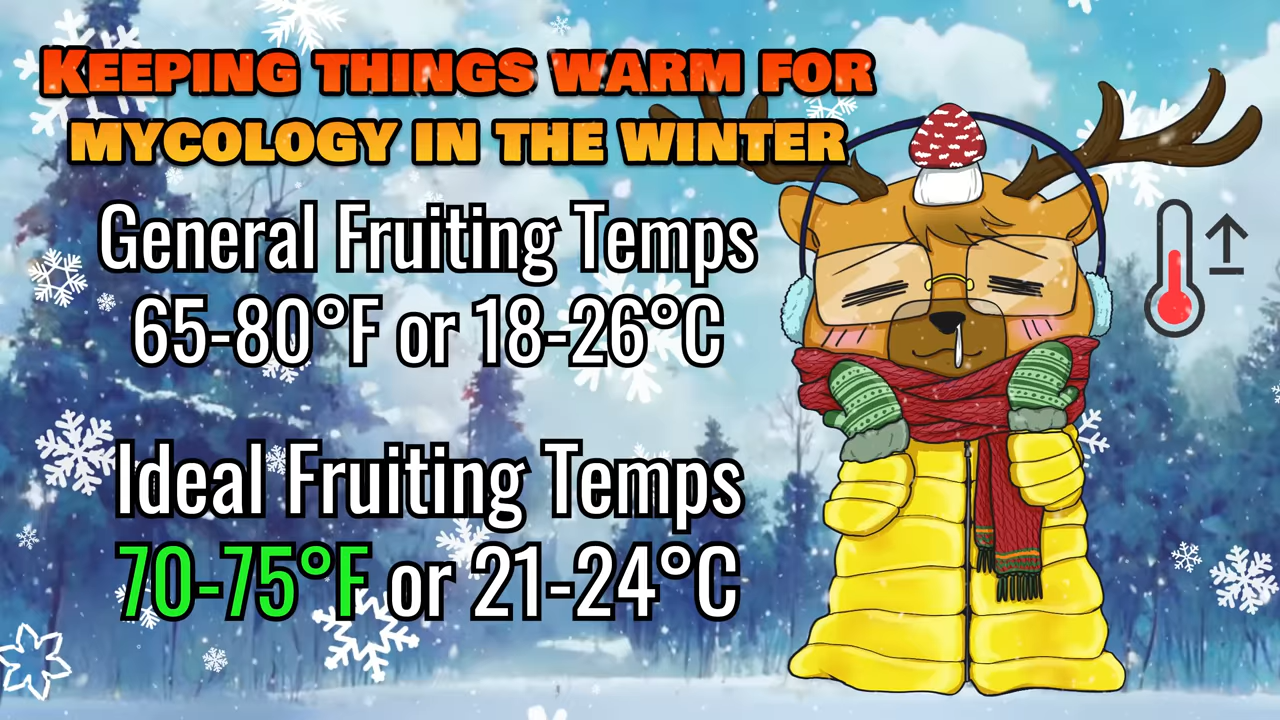 KEEPING THINGS WARM FOR
MYCOLOGY IN THE WINTER
General Fruiting Temps
65-80°F or 18-26°C
Ideal Fruiting Temps
70-75°F or 21-24°C